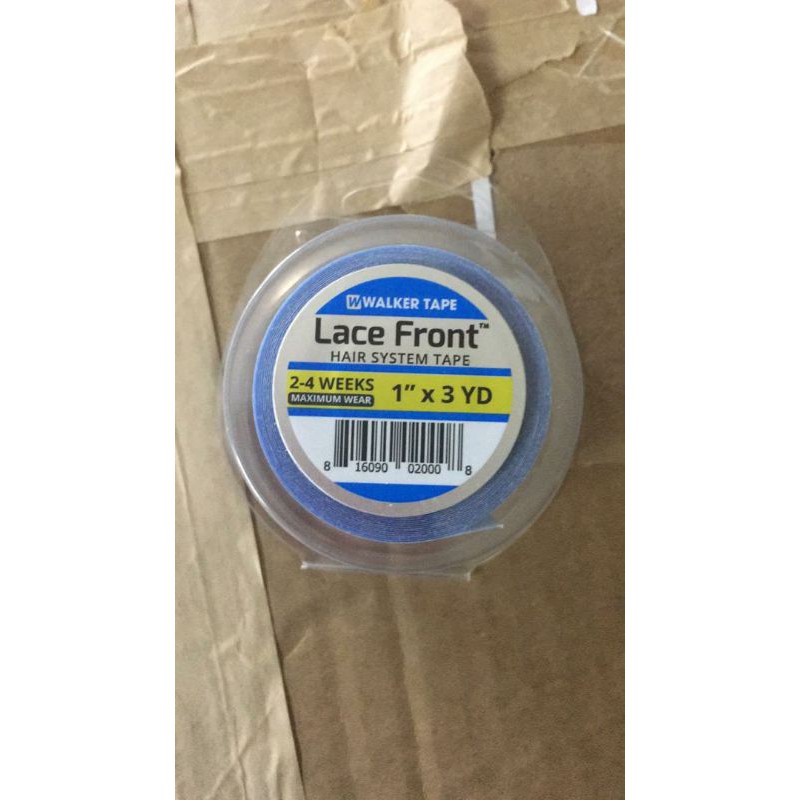 W WALKER TAPE
Lace Front™
HAIR SYSTEM TAPE
2-4 WEEKS
MAXIMUM WEAR
1" x 3 YD
8 16090 02000 8